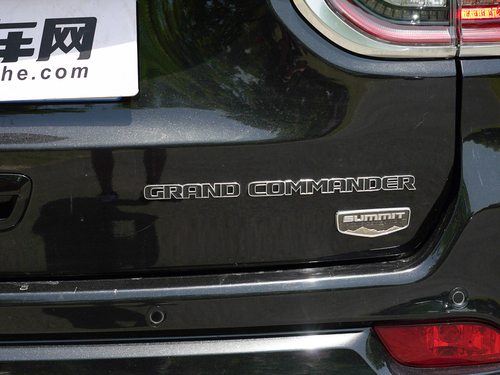 车网
he.com
GRAND COMMANDER
SUMMIT